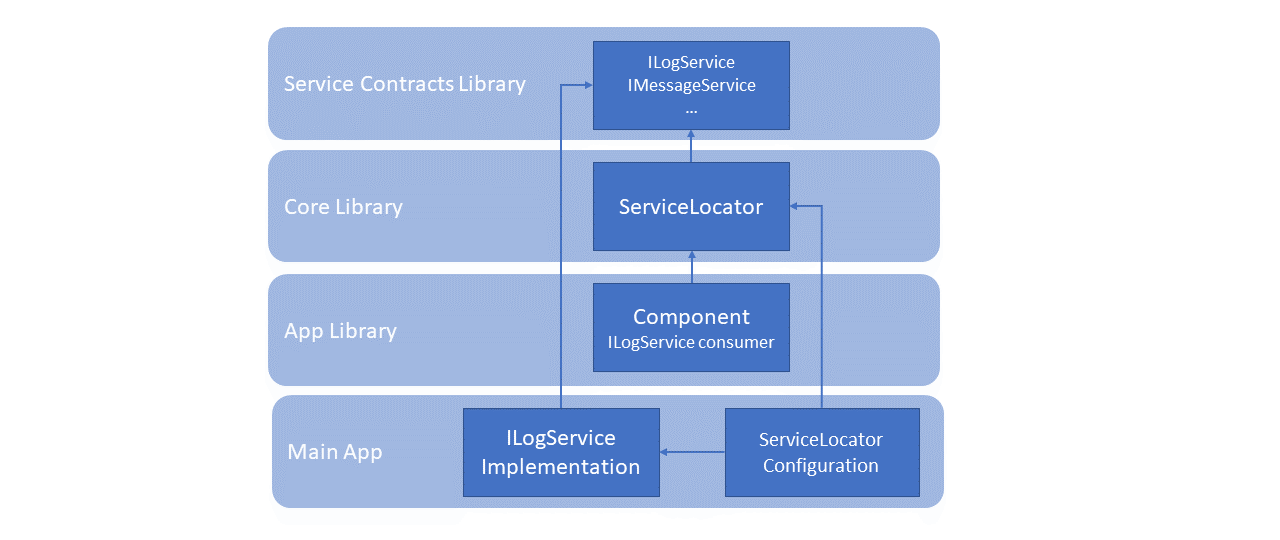 Service Contracts Library
ILogService
IMessageService
...
Core Library
ServiceLocator
App Library
Component
ILogService consumer
Main App
ILogService
Implementation
ServiceLocator
Configuration